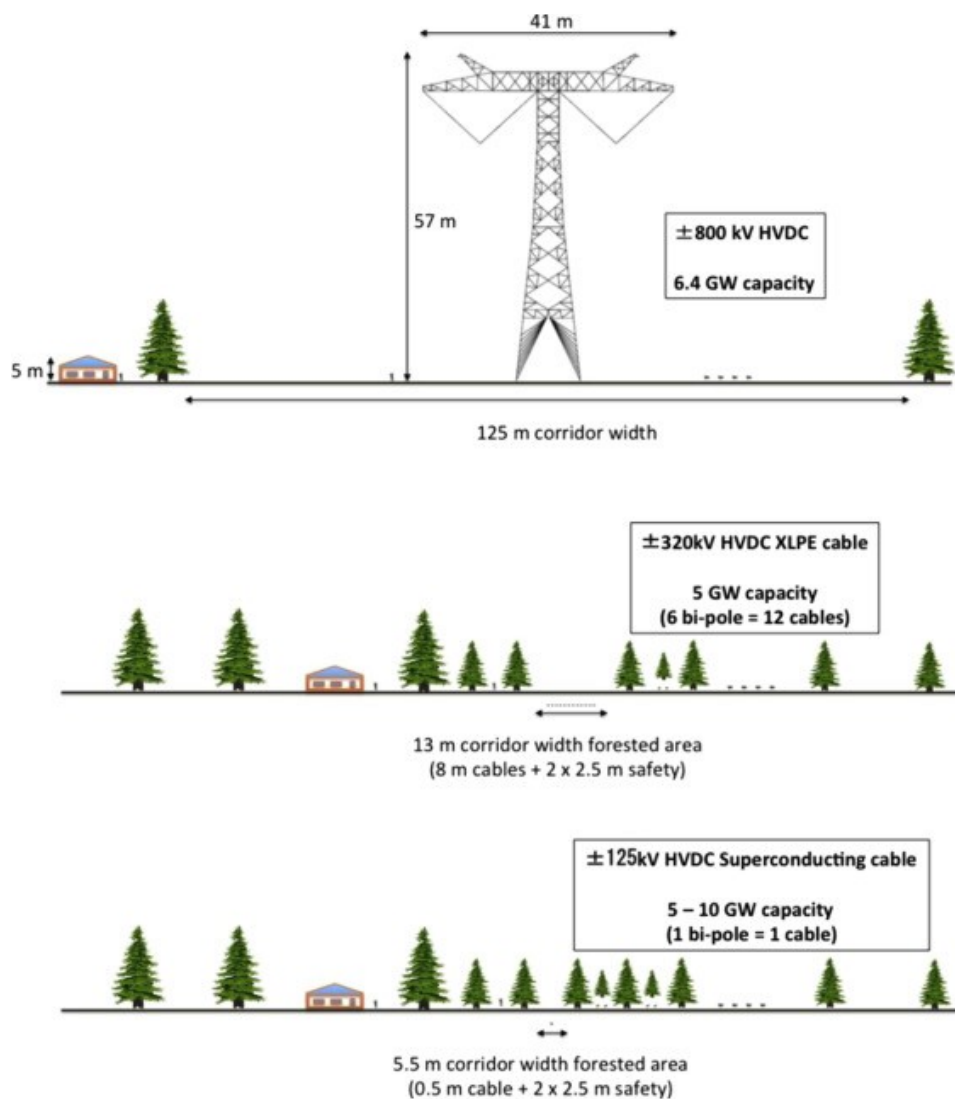 41 m
57 m
±800 kV HVDC
6.4 GW capacity
5 m
125 m corridor width
±320kV HVDC XLPE cable
5 GW capacity
(6 bi-pole = 12 cables)
13 m corridor width forested area
(8 m cables + 2 x 2.5 m safety)
±125kV HVDC Superconducting cable
5 – 10 GW capacity
(1 bi-pole = 1 cable)
5.5 m corridor width forested area
(0.5 m cable + 2 x 2.5 m safety)